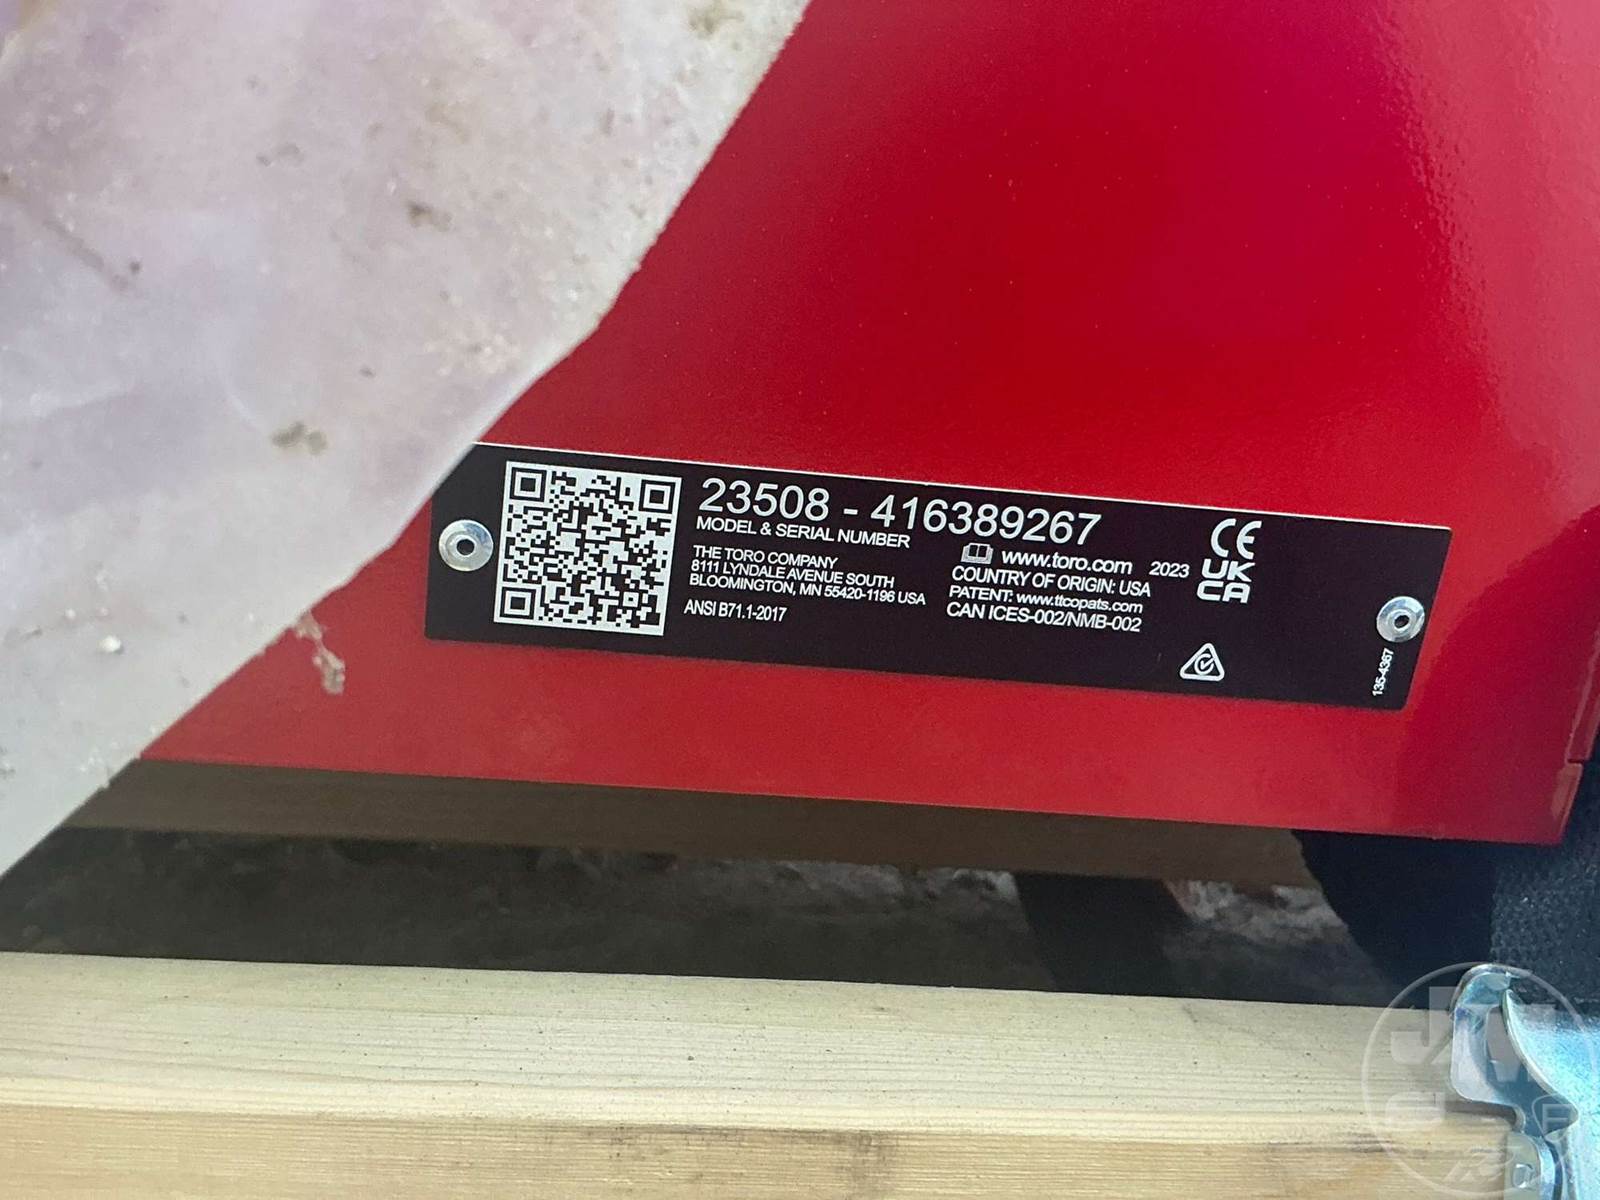 23508 - 416389267
MODEL & SERIAL NUMBER
THE TORO COMPANY
8111 LYNDALE AVENUE SOUTH
BLOOMINGTON, MN 55420-1196 USA
ANSI B71.1-2017
www.toro.com 2023
COUNTRY OF ORIGIN: USA
PATENT: www.ttcopats.com
CAN ICES-002/NMB-002
CE
UK
CA
135-4367